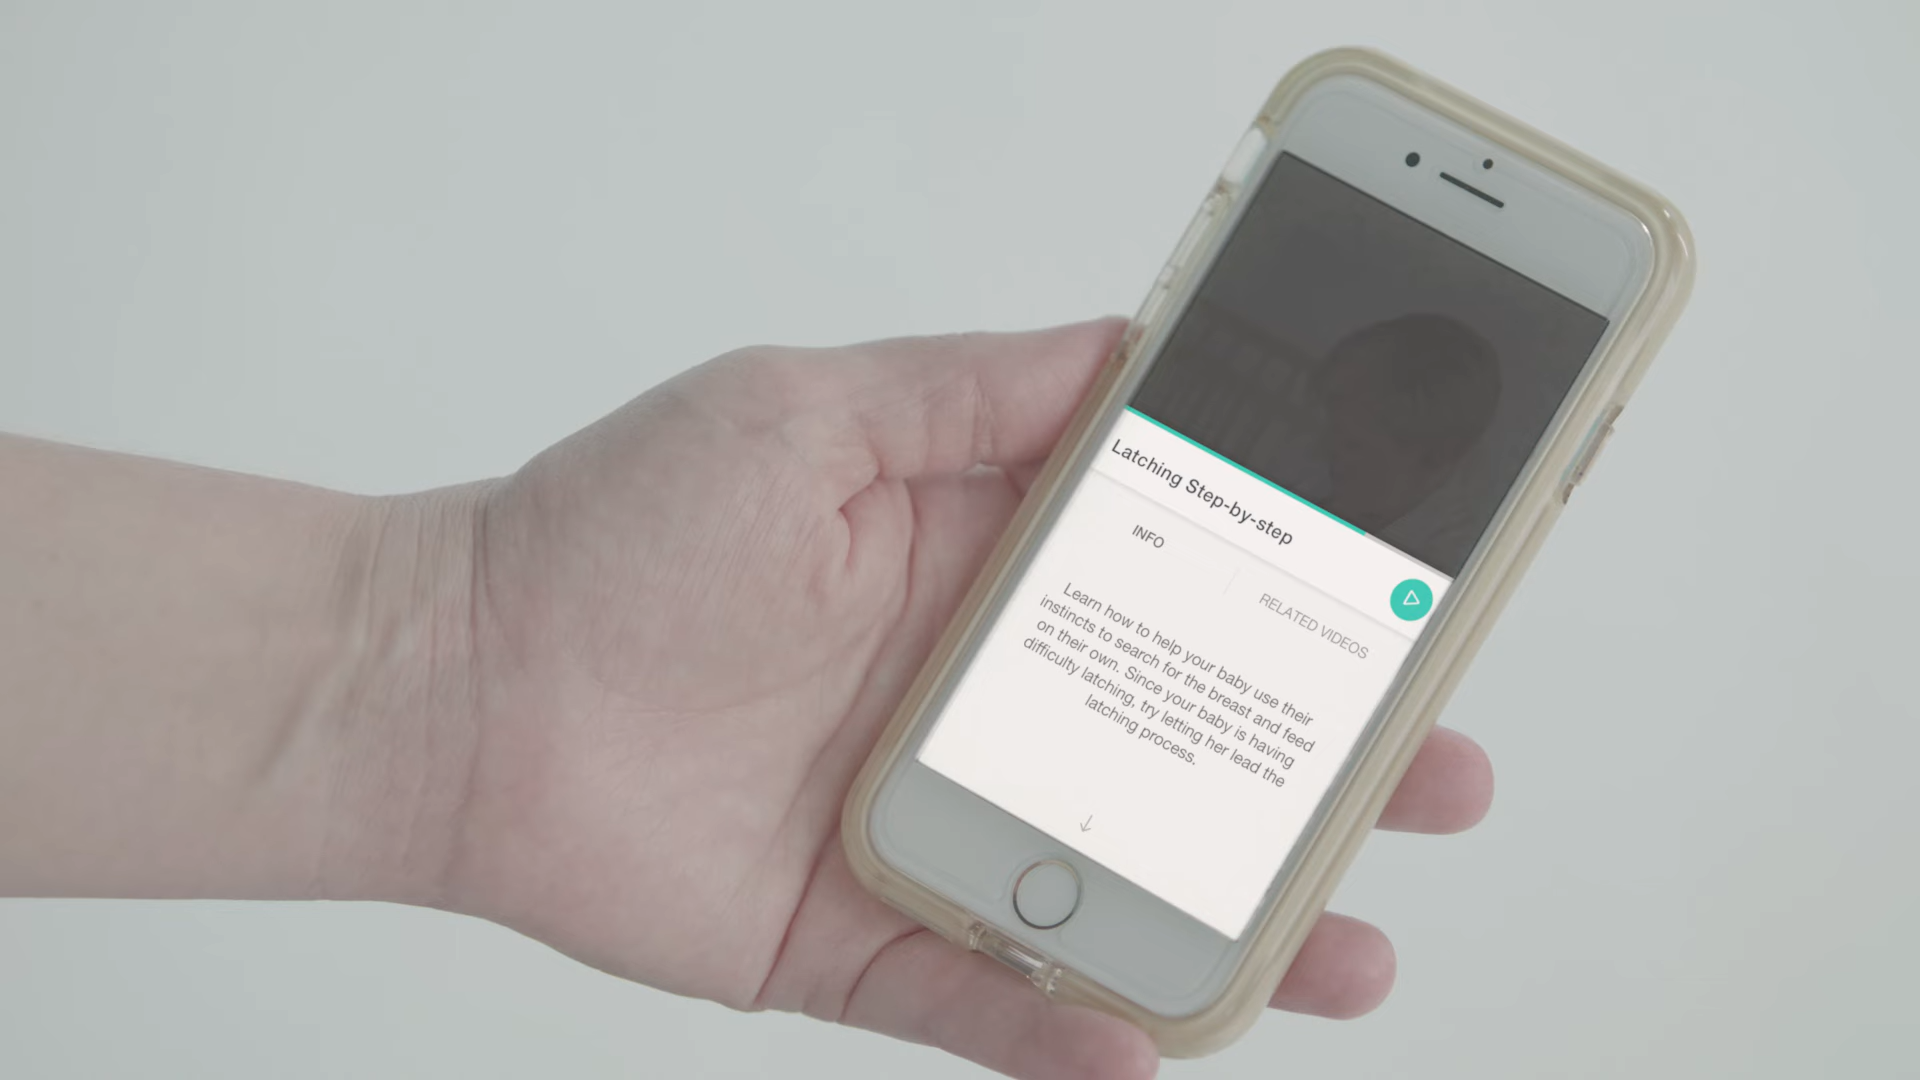 Latching Step-by-step
INFO
RELATED VIDEOS
Learn how to help your baby use their
instincts to search for the breast and feed
on their own. Since your baby is having
difficulty latching, try letting her lead the
latching process.